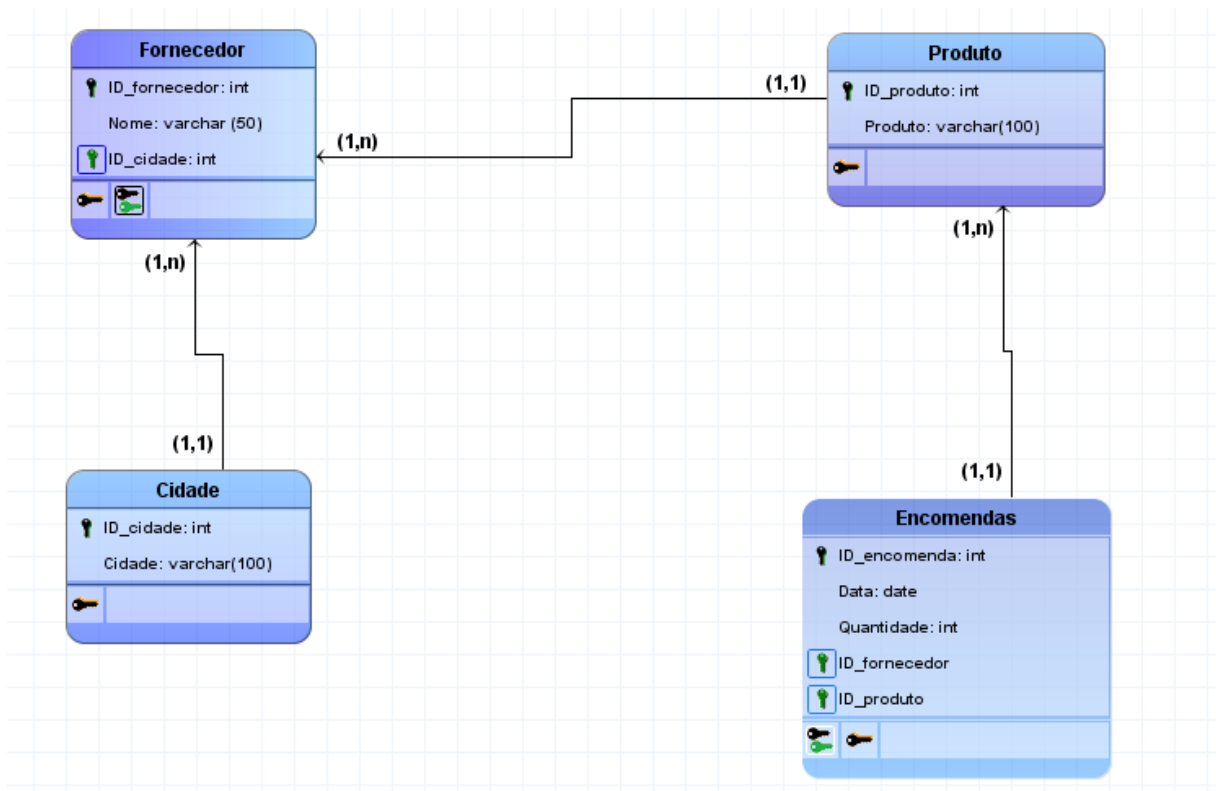 Fornecedor
ID_fornecedor: int
Nome: varchar (50)
ID_cidade: int
(1,n)
(1,1)
Produto
ID_produto: int
Produto: varchar(100)
(1,n)
(1,n)
(1,1)
(1,1)
Cidade
ID_cidade: int
Cidade: varchar(100)
Encomendas
ID_encomenda: int
Data: date
Quantidade: int
ID_fornecedor
ID_produto